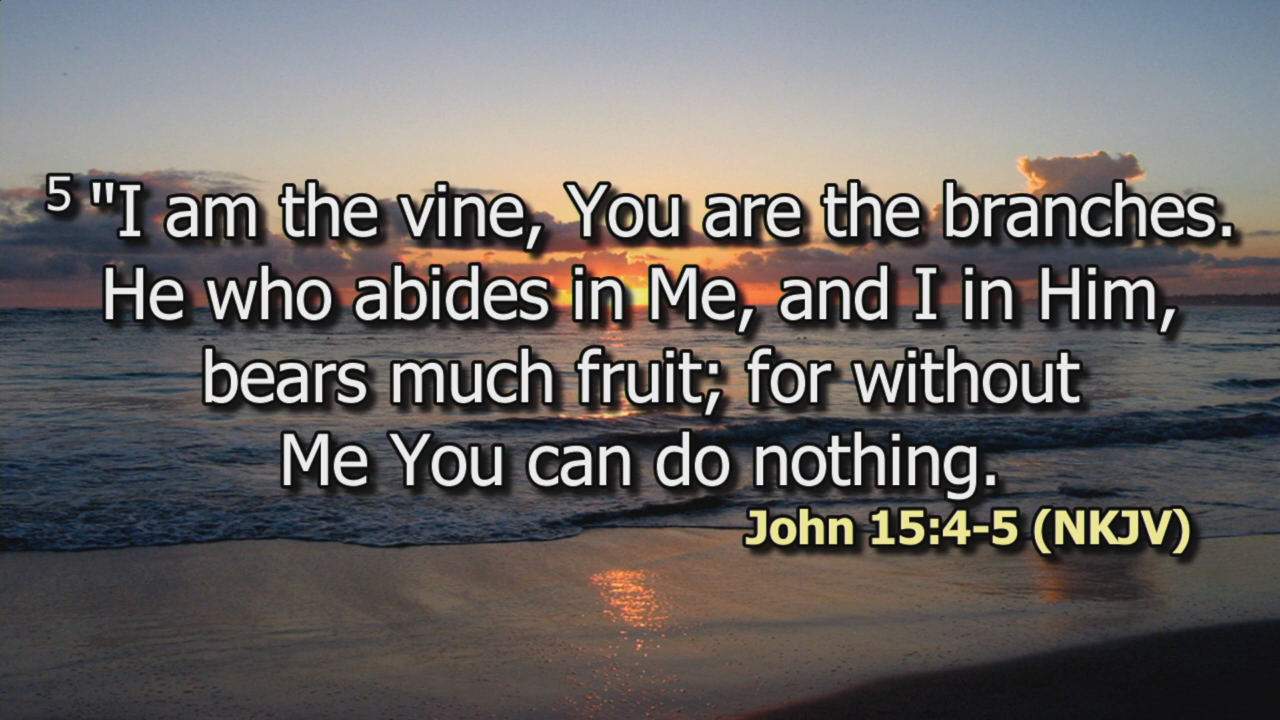 5 "I am the vine, You are the branches.
He who abides in Me, and I in Him,
bears much fruit; for without
Me You can do nothing.
John 15:4-5 (NKJV)